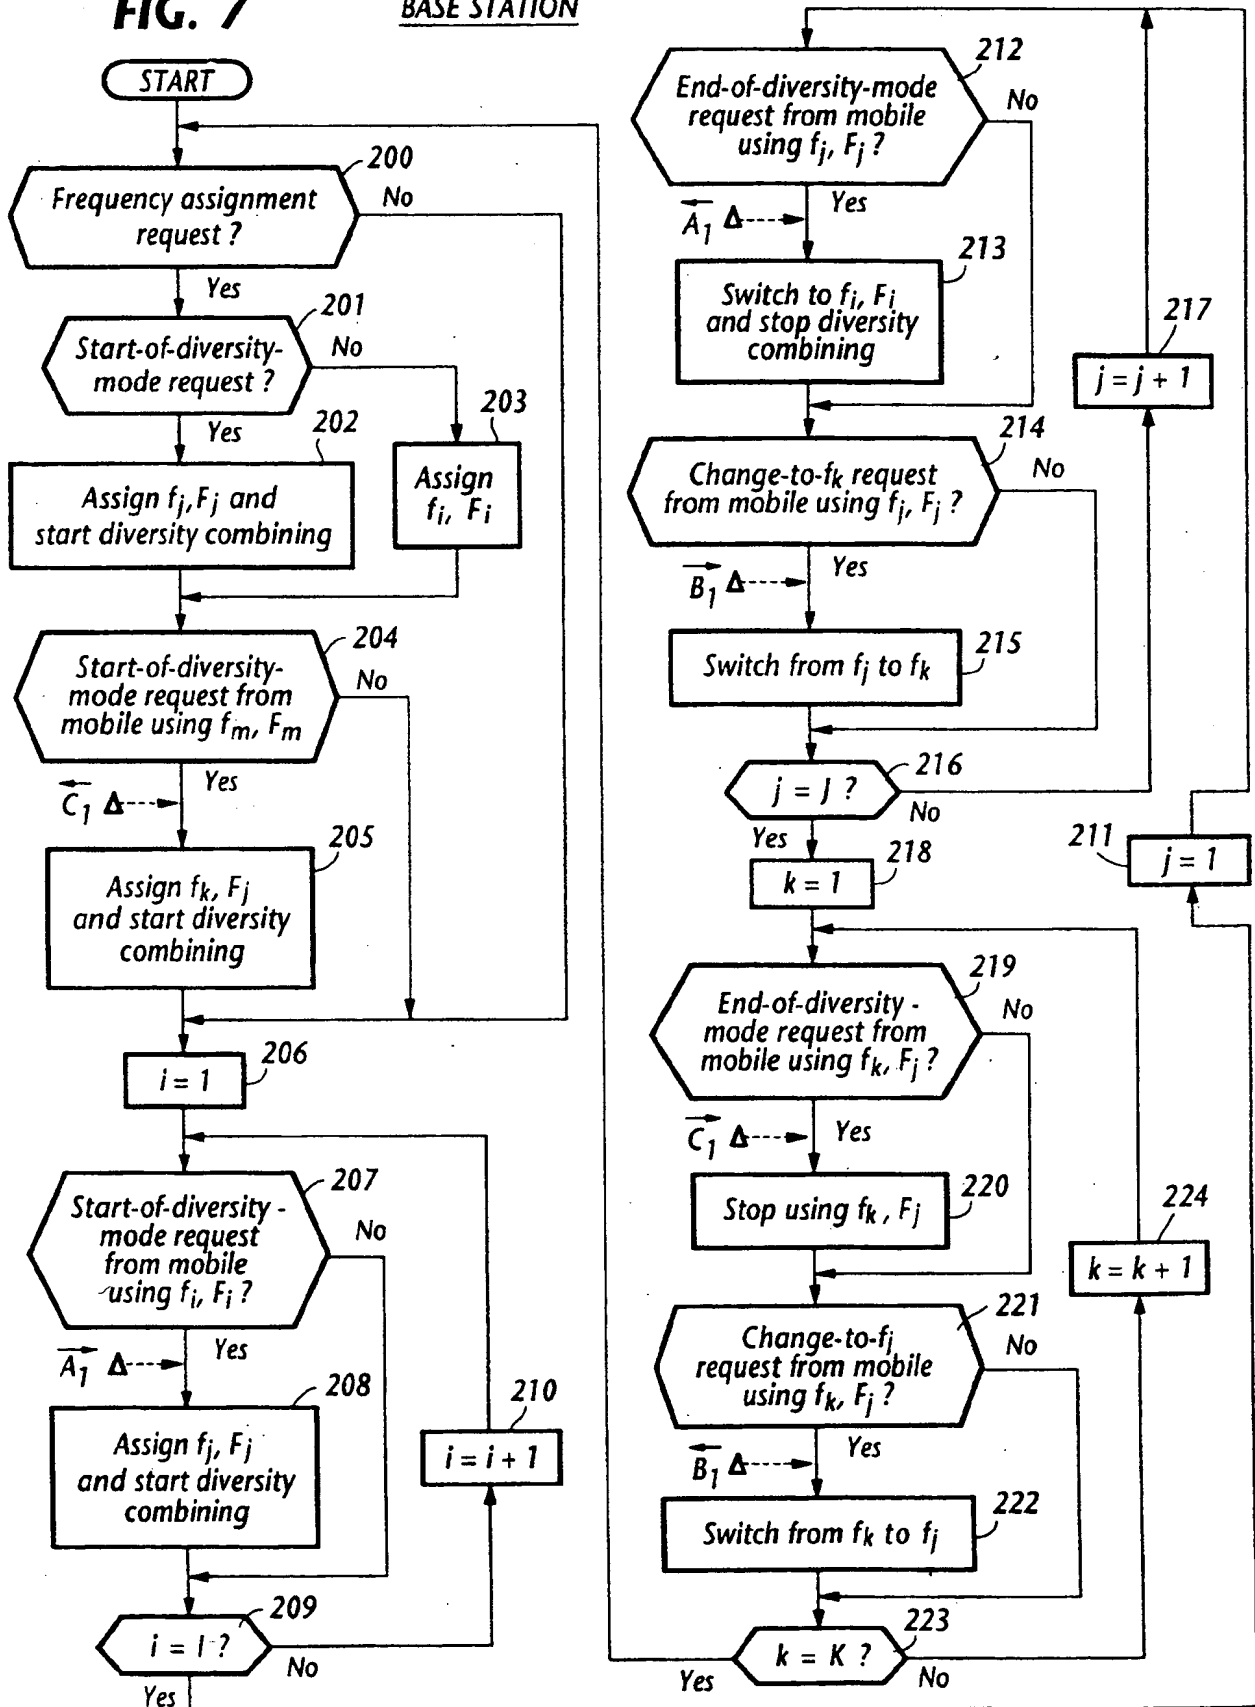 FIG. 7
BASE STATION
START
200
Frequency assignment
request ?
No
Yes
201
Start-of-diversity-
mode request ?
No
Yes
202
Assign fj, Fj and
start diversity combining
203
Assign
fi, Fi
204
Start-of-diversity-
mode request from
mobile using fm, Fm
No
Yes
C1 Δ
205
Assign fk, Fj
and start diversity
combining
206
i = 1
207
Start-of-diversity -
mode request
from mobile
using fi, Fi ?
No
Yes
A1 Δ
208
Assign fj, Fj
and start diversity
combining
210
i = i + 1
209
i = I ?
No
Yes
212
End-of-diversity-mode
request from mobile
using fj, Fj ?
No
Yes
A1 Δ
213
Switch to fi, Fi
and stop diversity
combining
217
j = j + 1
214
Change-to-fk request
from mobile using fj, Fj ?
No
Yes
B1 Δ
215
Switch from fj to fk
216
j = J ?
No
Yes
211
j = 1
218
k = 1
219
End-of-diversity -
mode request from
mobile using fk, Fj ?
No
Yes
C1 Δ
220
Stop using fk, Fj
224
k = k + 1
221
Change-to-fj
request from mobile
using fk, Fj ?
No
Yes
B1 Δ
222
Switch from fk to fj
223
k = K ?
Yes
No